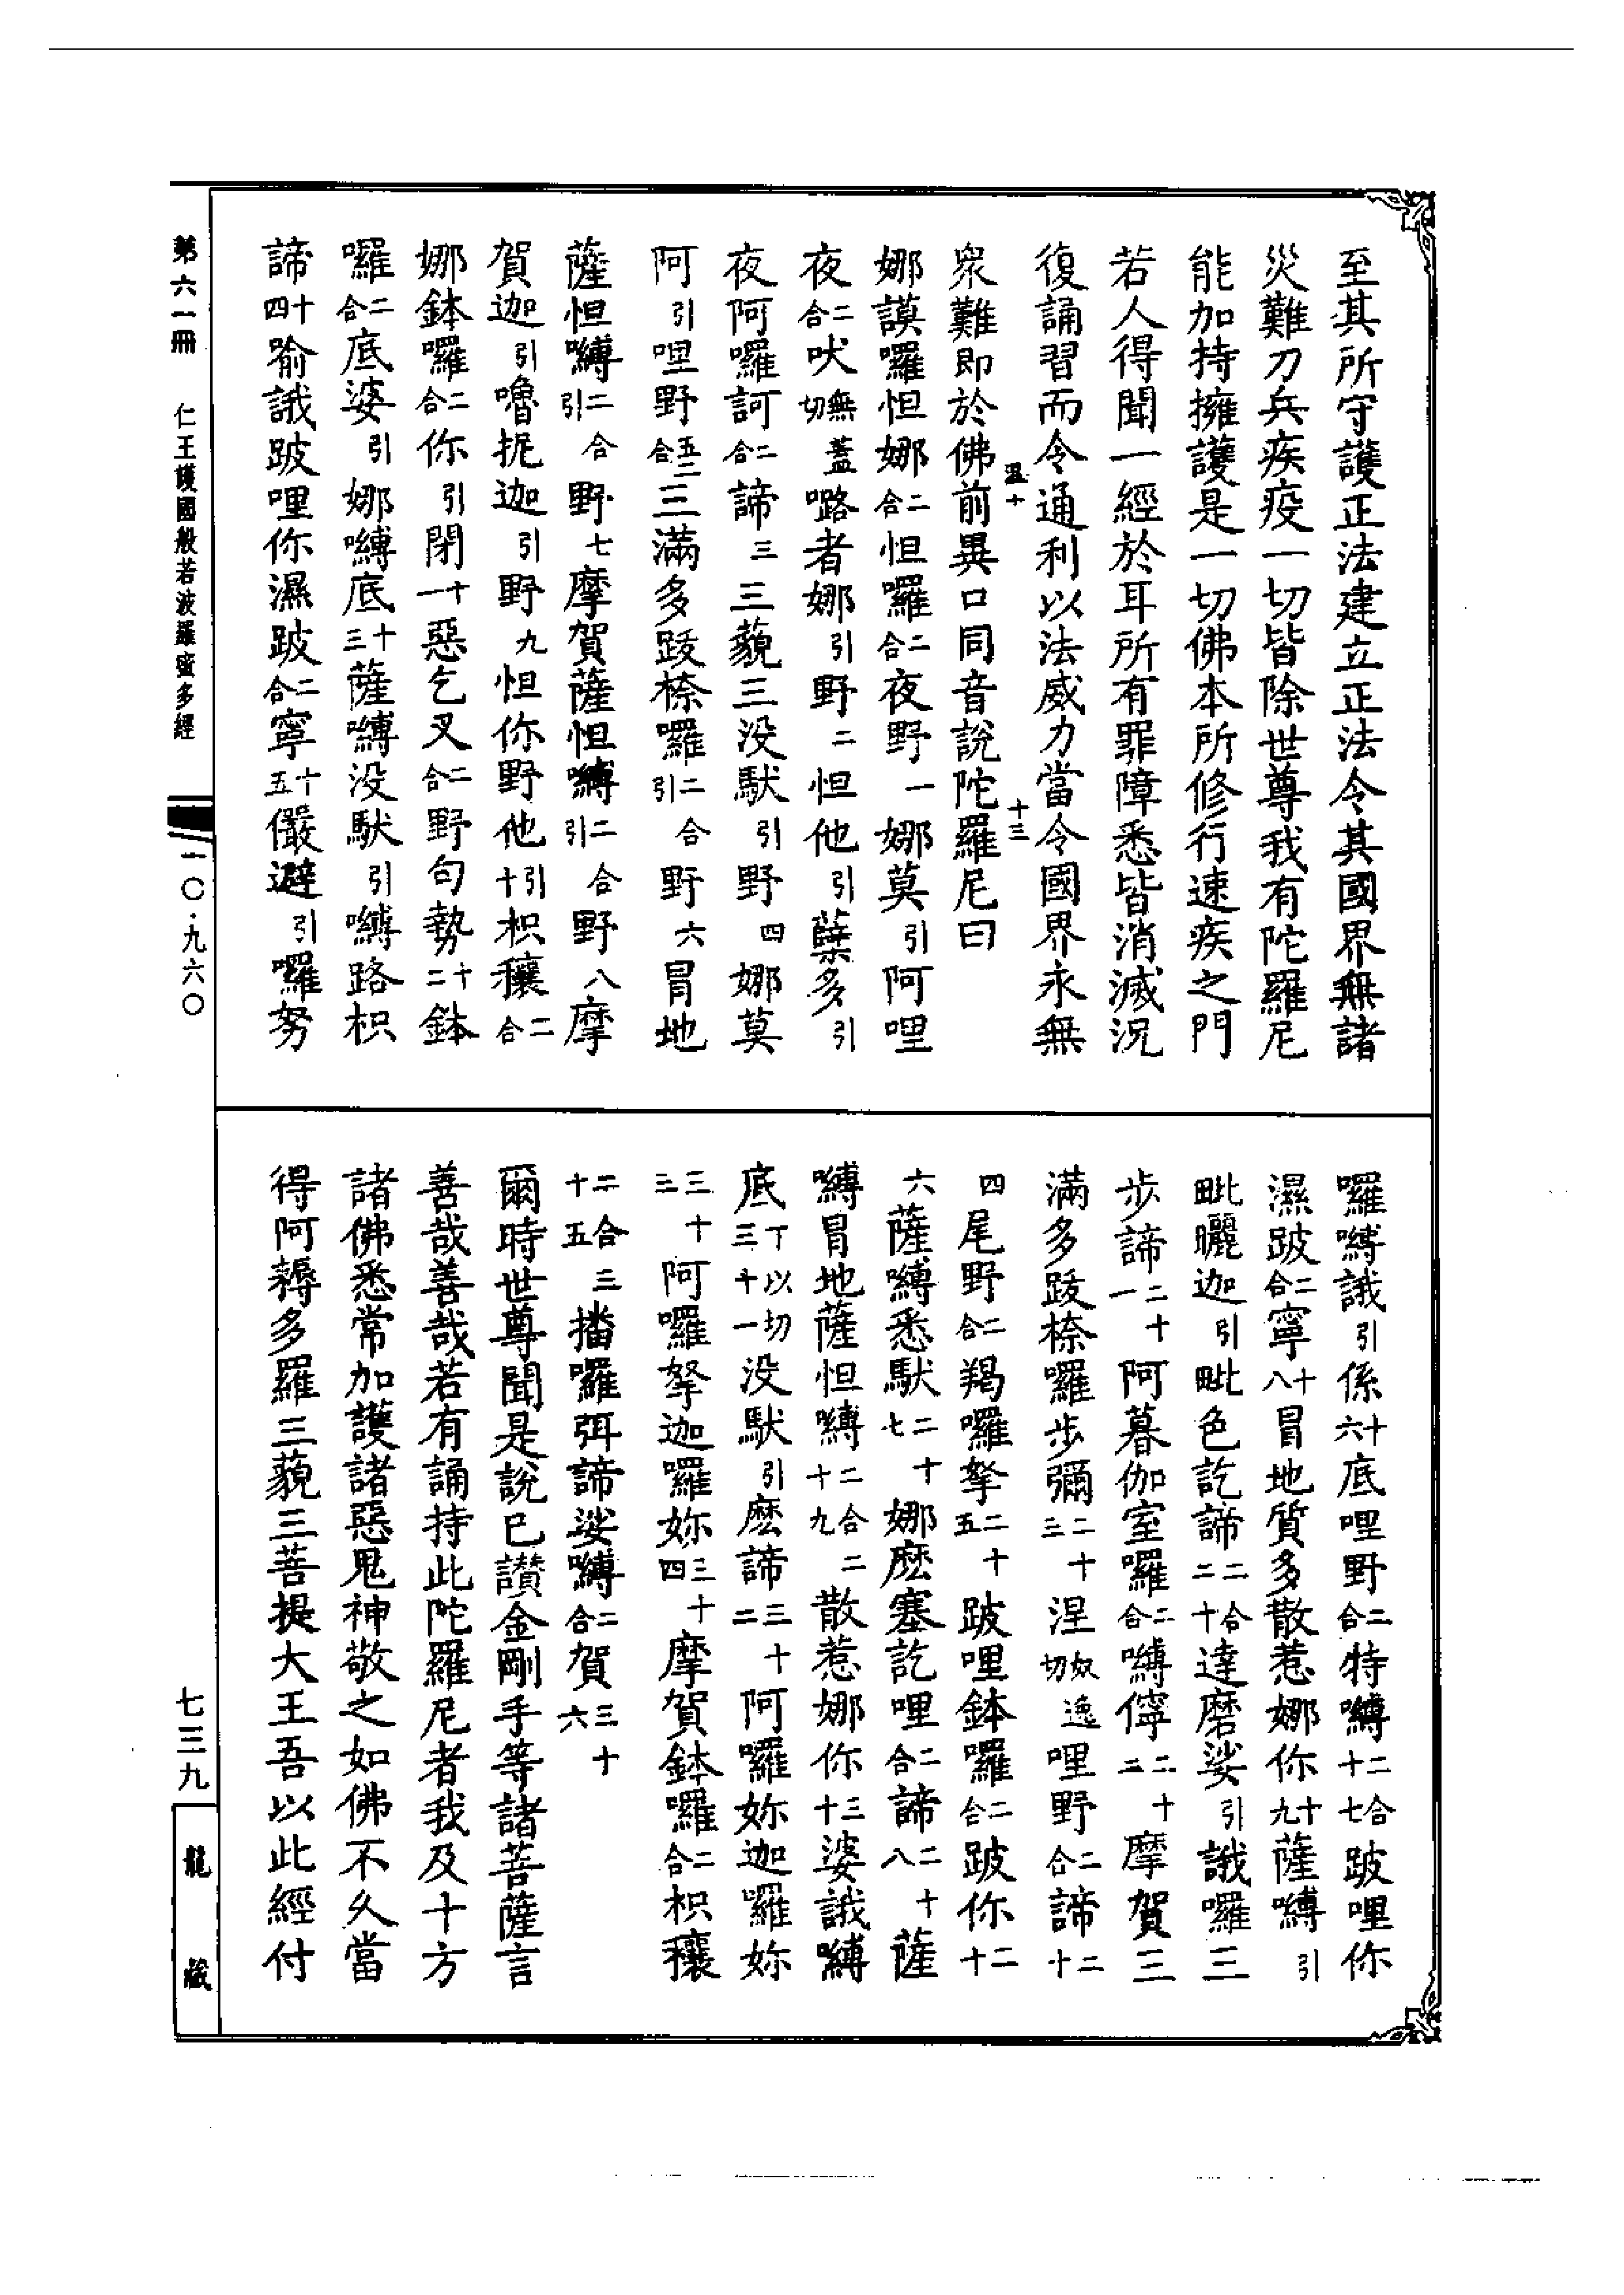 至其所守護正法建立正法令其國界無諸
災難刀兵疾疫一切皆除世尊我有陀羅尼
能加持擁護是一切佛本所修行速疾之門
若人得聞一經於耳所有罪障悉皆消滅況
復誦習而令通利以法威力當令國界永無
衆難即於佛前異口同音說陀羅尼曰
娜謨囉怛娜二合怛囉二合夜野一娜莫引阿哩
夜二合吠無蓋切嚕者娜引野二怛他引蘖多引
夜阿囉訶二合諦三三藐三没馱引野四娜莫
阿引哩野二合五三滿多跋捺囉二合引野六冒地
薩怛嚩二合引野七摩賀薩怛嚩二合引野八摩
賀迦引嚕抳迦引野九怛你野他引十枳穰二合
娜鉢囉二合你引閉十一惡乞叉二合野句勢十二鉢
囉二合底婆引娜嚩底十三薩嚩没馱引嚩路枳
諦十四喻誐跛哩你濕跛二合寧十五儼避引囉努
囉嚩誐引係十六底哩野二合特嚩二合十七跛哩你
濕跛二合寧十八冒地質多散惹娜你十九薩嚩引
毗曬迦引毗色訖諦二合二十達磨娑引誐囉三
步諦二十一阿暮伽室囉二合嚩儜二十二摩賀三
滿多跋捺囉步彌二十三涅奴逸切哩野二合諦二十
四尾野二合羯囉拏二十五跛哩鉢囉二合跛你二十
六薩嚩悉馱二十七娜麽塞訖哩二合諦二十八薩
嚩冒地薩怛嚩二合二十九散惹娜你三十婆誐嚩
底丁以切三十一没馱引麽諦三十二阿囉妳迦囉妳
三十三阿囉拏迦囉妳三十四摩賀鉢囉二合枳穰
二合三十五播囉弭諦娑嚩二合賀三十六
爾時世尊聞是說已讚金剛手等諸菩薩言
善哉善哉若有誦持此陀羅尼者我及十方
諸佛悉常加護諸惡鬼神敬之如佛不久當
得阿耨多羅三藐三菩提大王吾以此經付
十三
第六一冊 仁王護國般若波羅蜜多經
一〇·九六〇
七三九
龍藏